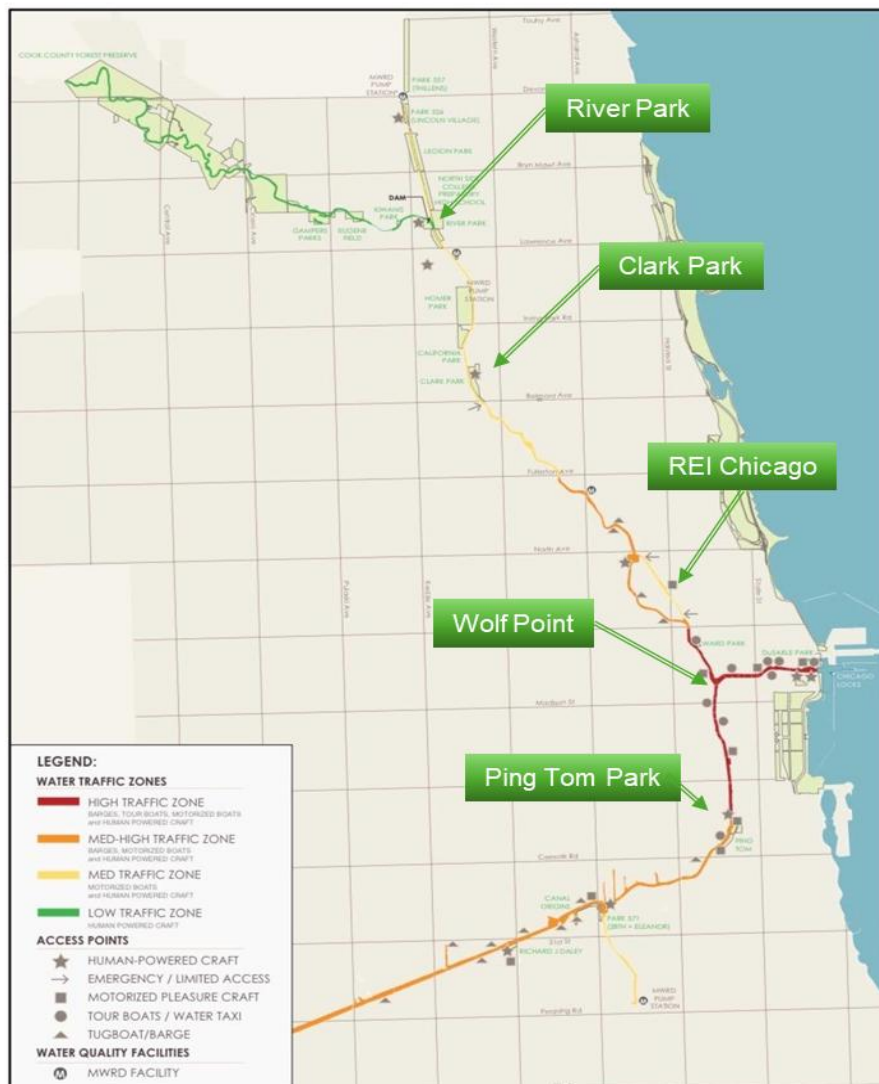 Touhy Ave
Western Ave
Ashland Ave
COOK COUNTY FOREST PRESERVE
MWRD
PUMP
STATION
PARK 557
(THILLENS)
Devon
PARK 526
(LINCOLN VILLAGE)
River Park
LEGION PARK
Bryn Mawr Ave
NORTH SIDE
COLLEGE
PREPARATORY
HIGH SCHOOL
DAM
KIWANIS
PARK
RIVER PARK
GOMPERS
PARKS
EUGENE
FIELD
Central Ave
Cicero Ave
Lawrence Ave
Clark Park
MWRD
PUMP
STATION
HORNER
PARK
Irving Park Rd
CALIFORNIA
PARK
CLARK PARK
Halsted St
Belmont Ave
REI Chicago
Fullerton Ave
North Ave
Pulaski Ave
Kedzie Ave
State St
Wolf Point
WARD PARK
DuSABLE PARK
CHICAGO
LOCKS
Madison St
Ping Tom Park
PING
TOM
Cermak Rd
CANAL
ORIGINS
PARK 571
(28TH + ELEANOR)
31st St
RICHARD J DALEY
MWRD
PUMP
STATION
Pershing Rd
LEGEND:
WATER TRAFFIC ZONES
HIGH TRAFFIC ZONE
BARGES, TOUR BOATS, MOTORIZED BOATS
and HUMAN POWERED CRAFT
MED-HIGH TRAFFIC ZONE
BARGES, MOTORIZED BOATS
and HUMAN POWERED CRAFT
MED TRAFFIC ZONE
MOTORIZED BOATS
and HUMAN POWERED CRAFT
LOW TRAFFIC ZONE
HUMAN POWERED CRAFT
ACCESS POINTS
HUMAN-POWERED CRAFT
EMERGENCY / LIMITED ACCESS
MOTORIZED PLEASURE CRAFT
TOUR BOATS / WATER TAXI
TUGBOAT/BARGE
WATER QUALITY FACILITIES
M MWRD FACILITY